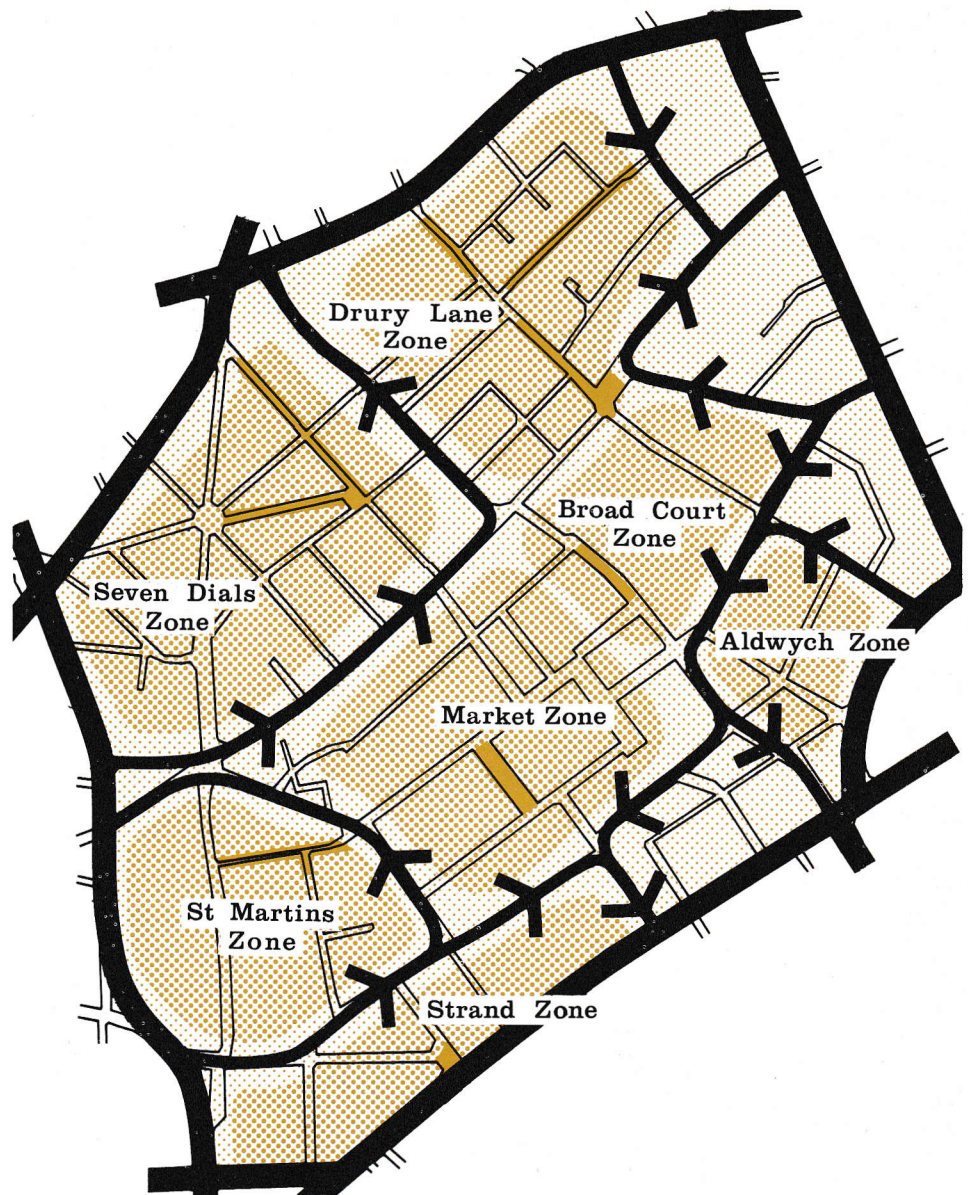 Drury Lane
Zone
Broad Court
Zone
Seven Dials
Zone
Aldwych Zone
Market Zone
St Martins
Zone
Strand Zone